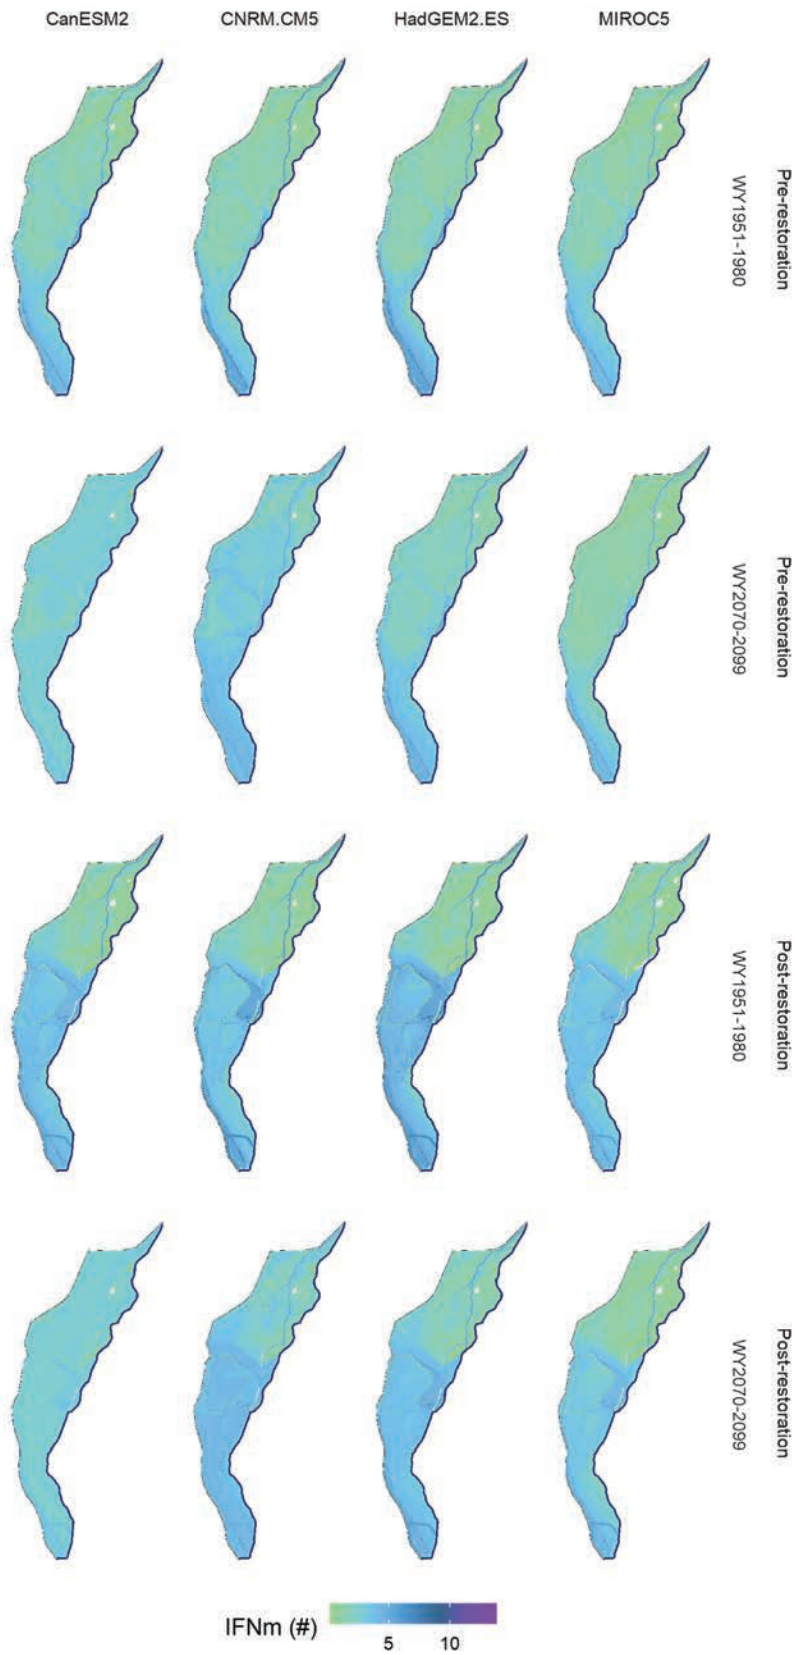 CanESM2 CNRM.CM5 HadGEM2.ES MIROC5
Pre-restoration
WY1951-1980
Pre-restoration
WY2070-2099
Post-restoration
WY1951-1980
Post-restoration
WY2070-2099
IFNm (#)
5 10